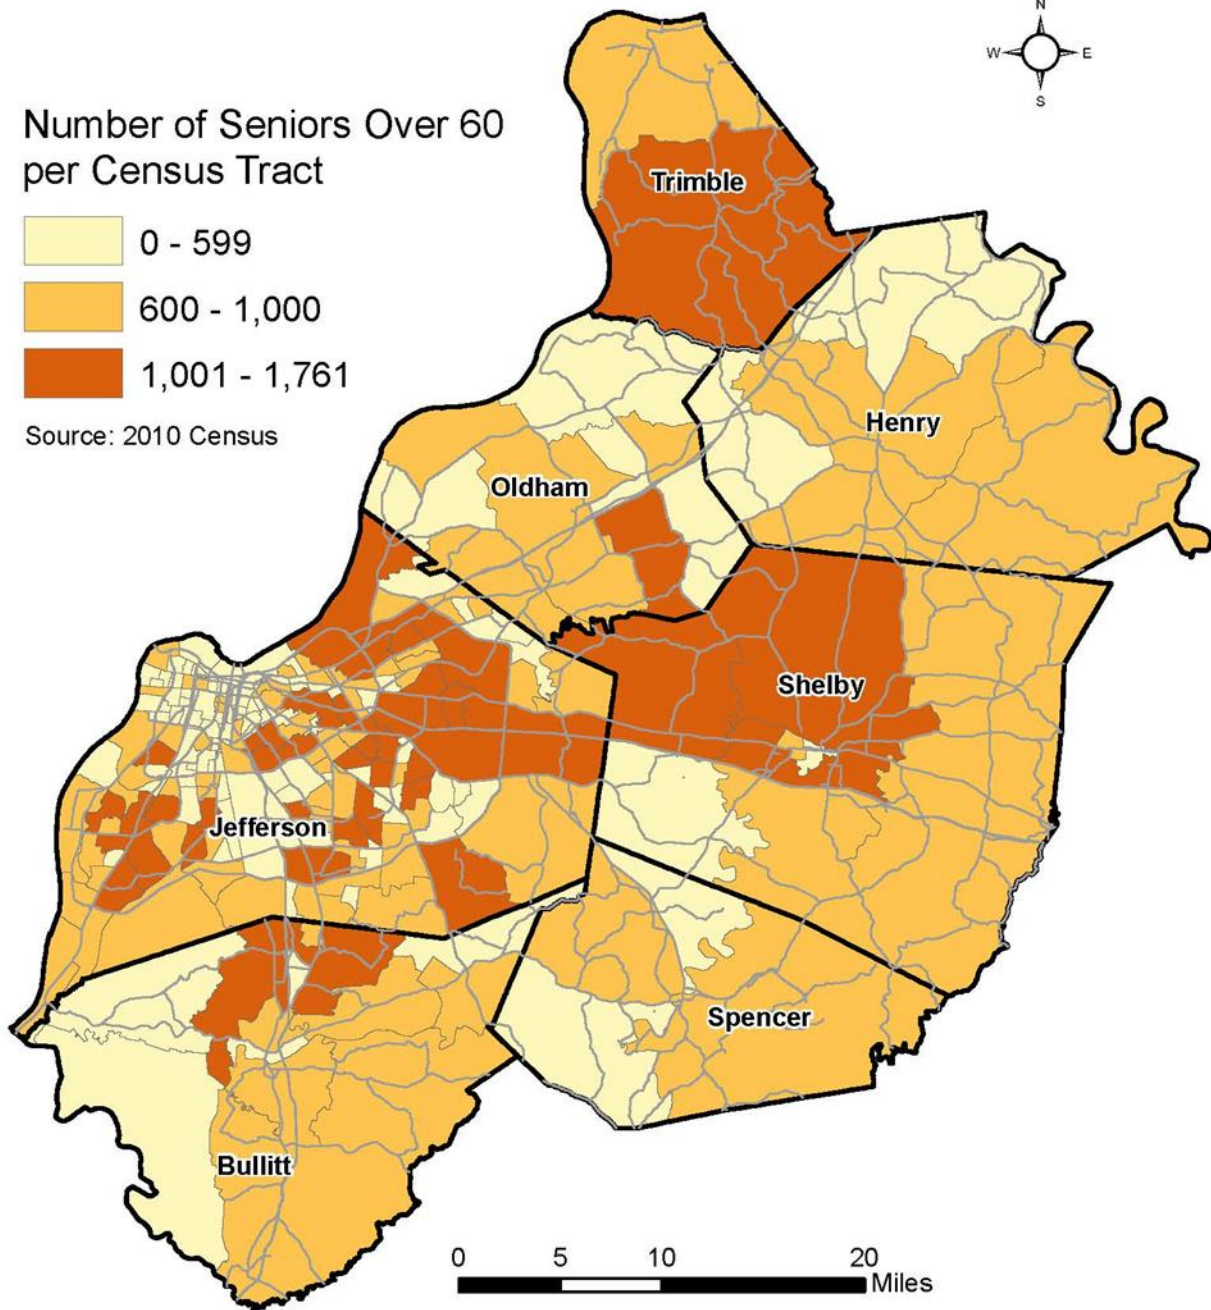 N
W E
S
Number of Seniors Over 60
per Census Tract
0 - 599
600 - 1,000
1,001 - 1,761
Source: 2010 Census
Trimble
Henry
Oldham
Shelby
Jefferson
Spencer
Bullitt
0 5 10 20
Miles